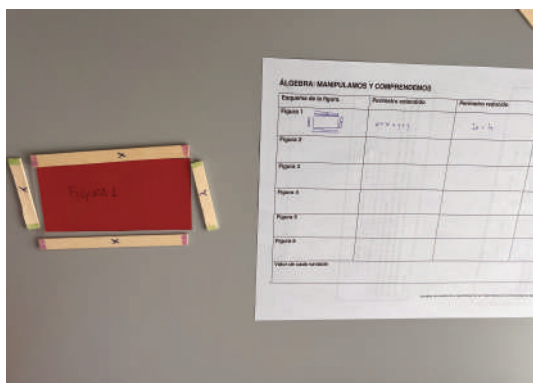 X
Y
Figura 1
Y
X
ÁLGEBRA: MANIPULAMOS Y COMPRENDEMOS
Esquema de la figura
Perímetro extendido
Perímetro reducido
Figura 1
Figura 2
Figura 3
Figura 4
Figura 5
Figura 6
Valor de cada variable